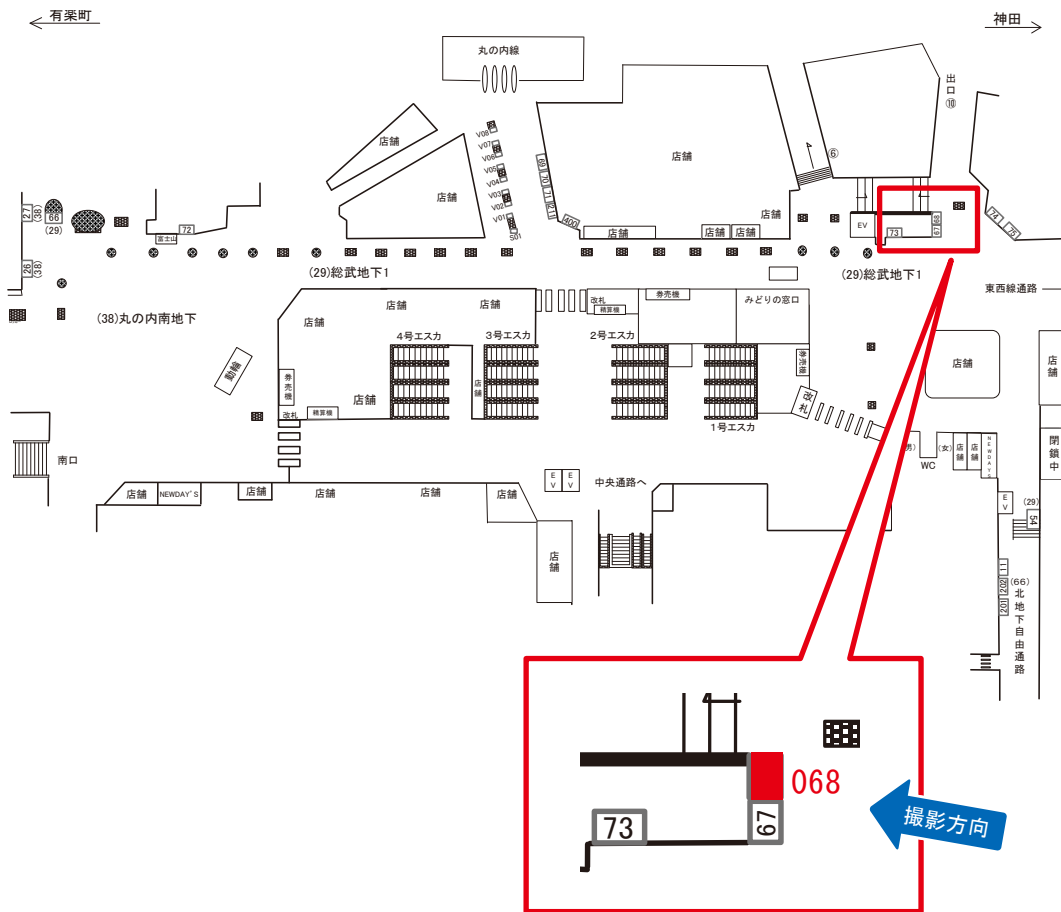 有楽町
神田
丸の内線
出口⑩
店舗
V08
V07
V06
V05
V04
V03
V02
V01
S01
店舗
69
70
71
400
店舗
店舗
店舗
店舗
店舗
⑥
店舗
EV
73
68
67
74
75
27
(38)
66
(29)
26
(38)
72
富士山
(29)総武地下1
(29)総武地下1
東西線通路
(38)丸の内南地下
店舗
店舗
店舗
4号エスカ
3号エスカ
改札
精算機
券売機
みどりの窓口
2号エスカ
1号エスカ
券売機
改札
店舗
店舗
動輪
券売機
店舗
店舗
改札
精算機
南口
店舗
NEWDAY'S
店舗
店舗
店舗
店舗
EV
EV
中央通路へ
店舗
男)
(女)
WC
店舗
店舗
NEWDAYS
閉鎖中
EV
(29)
54
11
202
201
(66)
北地下自由通路
068
73
67
撮影方向